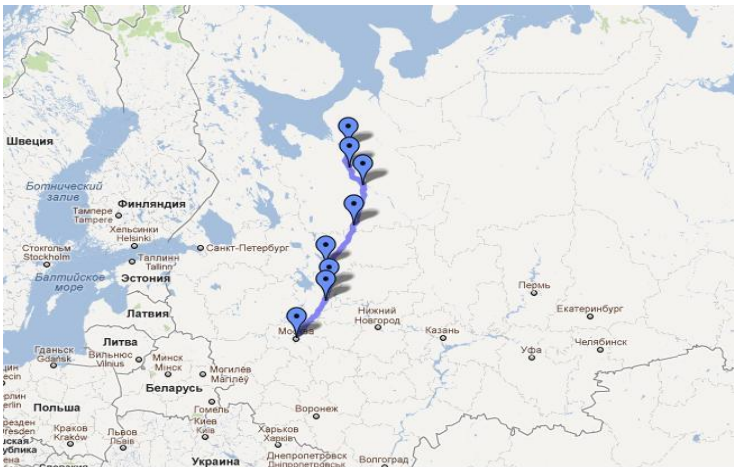 Швеция
Ботнический
залив
Финляндия
Тампере
Tampere
Хельсинки
Helsinki
Санкт-Петербург
Стокгольм
Stockholm
Таллинн
Tallinn
Балтийское
море
Эстония
Пермь
Латвия
Нижний
Новгород
Екатеринбург
Казань
Литва
Челябинск
Гданьск
Gdańsk
Вильнюс
Vilnius
Минск
Мінск
Уфа
Могилёв
Магілёў
Беларусь
Польша
Гомель
Воронеж
Киев
Київ
Краков
Kraków
Львов
Львів
Харьков
Харків
Украина
Днепропетровск
Дніпропетровськ
Волгоград